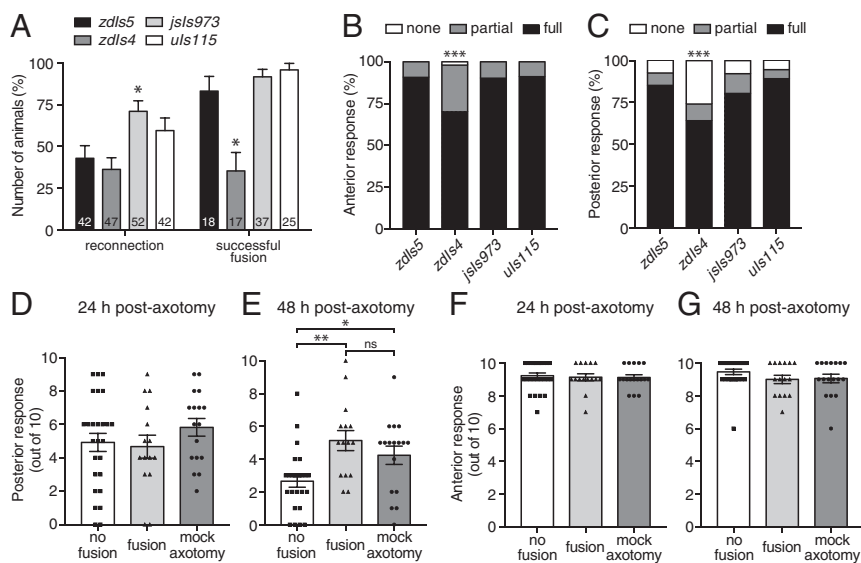 A
zdIs5
jsIs973
zdIs4
uIs115
Number of animals (%)
100
75
50
25
0
*
*
42
47
52
42
18
17
37
25
reconnection
successful
fusion
B
none
partial
full
Anterior response (%)
100
75
50
25
0
***
zdIs5
zdIs4
jsIs973
uIs115
C
none
partial
full
Posterior response (%)
100
75
50
25
0
***
zdIs5
zdIs4
jsIs973
uIs115
D
24 h post-axotomy
Posterior response
(out of 10)
10
8
6
4
2
0
no
fusion
fusion
mock
axotomy
E
48 h post-axotomy
*
**
ns
10
8
6
4
2
0
no
fusion
fusion
mock
axotomy
F
24 h post-axotomy
Anterior response
(out of 10)
10
8
6
4
2
0
no
fusion
fusion
mock
axotomy
G
48 h post-axotomy
10
8
6
4
2
0
no
fusion
fusion
mock
axotomy